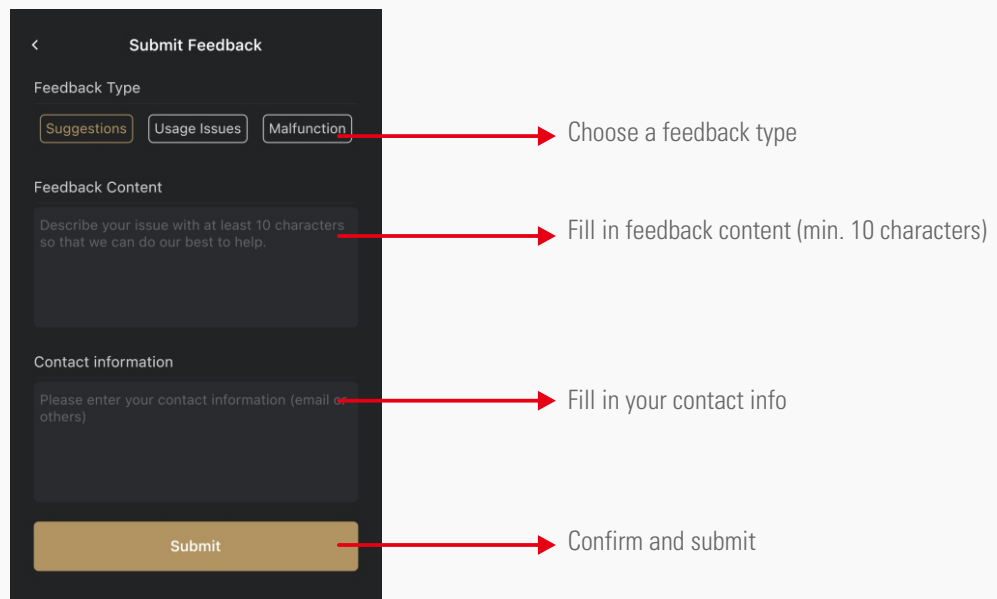 Submit Feedback
Feedback Type
Suggestions Usage Issues Malfunction
Choose a feedback type
Feedback Content
Describe your issue with at least 10 characters
so that we can do our best to help.
Fill in feedback content (min. 10 characters)
Contact information
Please enter your contact information (email or
others)
Fill in your contact info
Submit
Confirm and submit